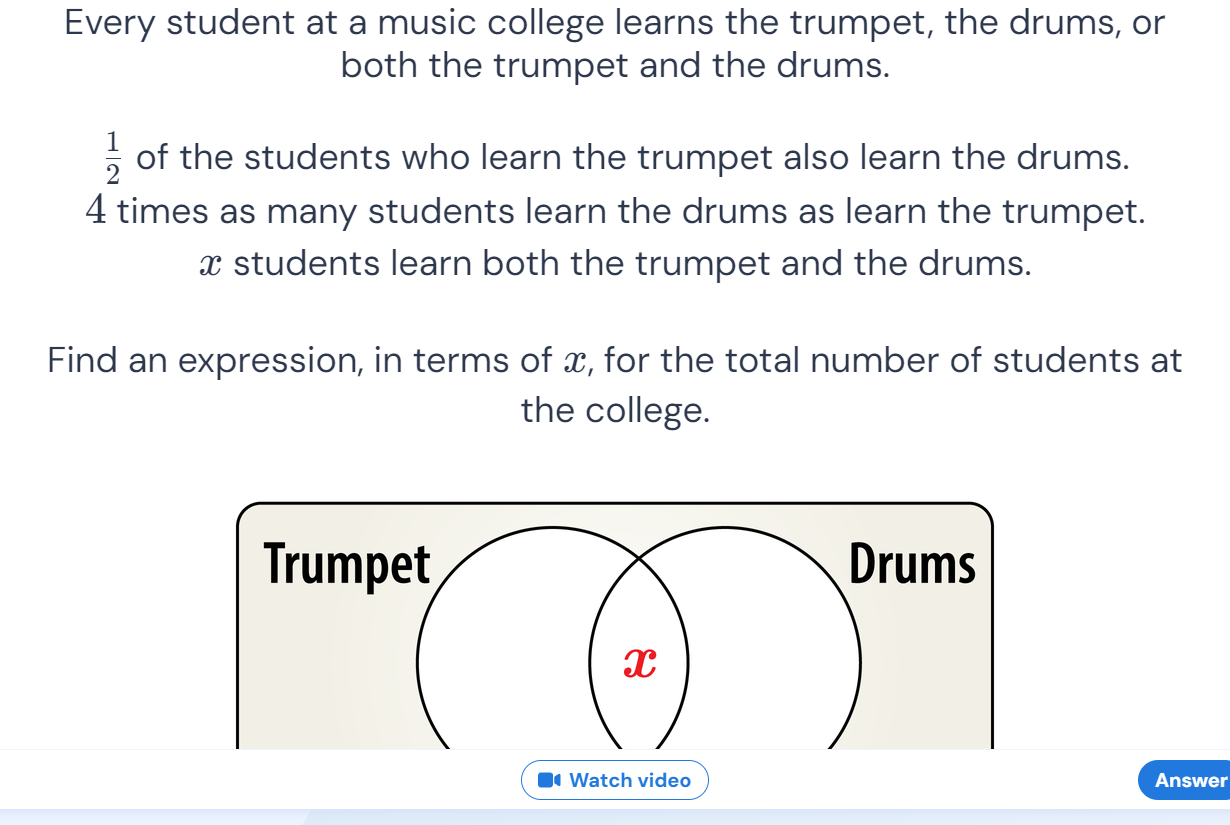 Every student at a music college learns the trumpet, the drums, or
both the trumpet and the drums.
1/2 of the students who learn the trumpet also learn the drums.
4 times as many students learn the drums as learn the trumpet.
x students learn both the trumpet and the drums.
Find an expression, in terms of x, for the total number of students at
the college.
Trumpet
Drums
x
Watch video
Answer